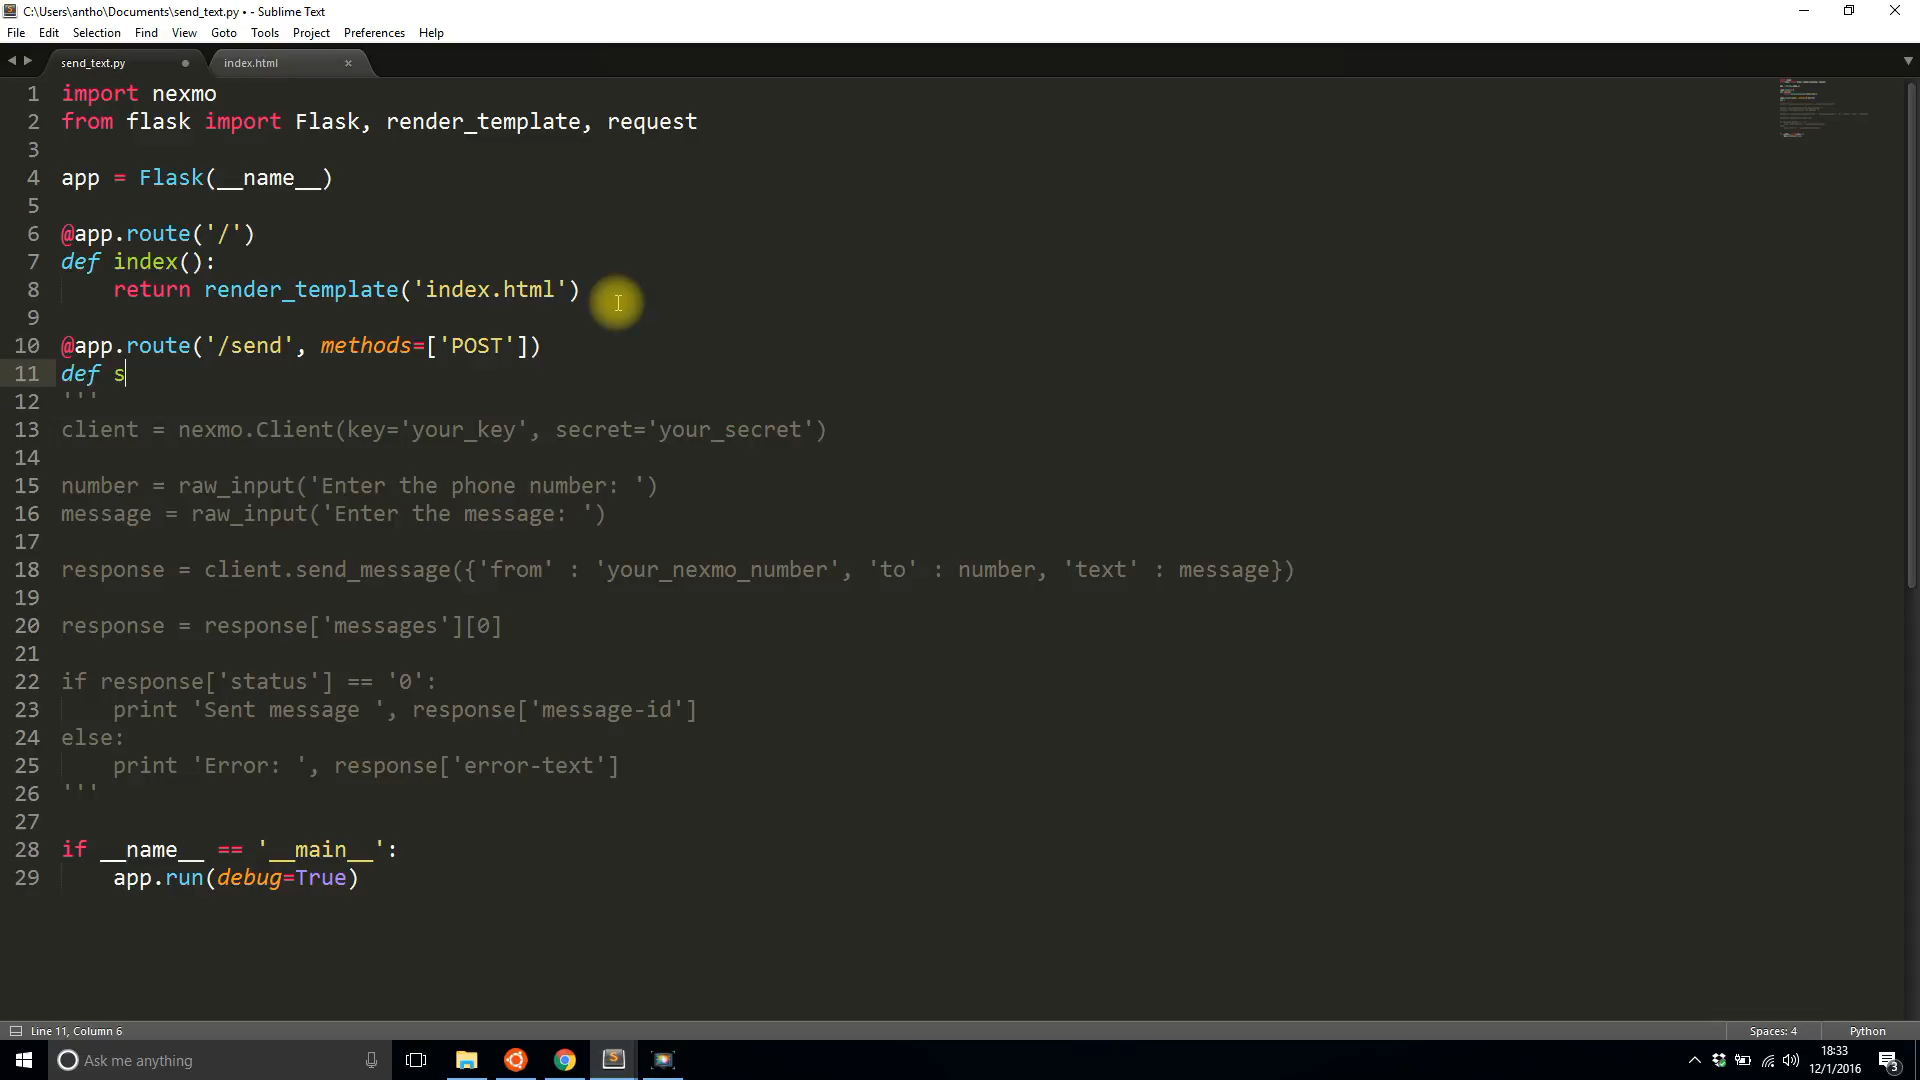 C:\Users\antho\Documents\send_text.py • - Sublime Text
File Edit Selection Find View Goto Tools Project Preferences Help
send_text.py index.html
1 import nexmo
2 from flask import Flask, render_template, request
3
4 app = Flask(__name__)
5
6 @app.route('/')
7 def index():
8     return render_template('index.html')
9
10 @app.route('/send', methods=['POST'])
11 def s
12 '''
13 client = nexmo.Client(key='your_key', secret='your_secret')
14
15 number = raw_input('Enter the phone number: ')
16 message = raw_input('Enter the message: ')
17
18 response = client.send_message({'from' : 'your_nexmo_number', 'to' : number, 'text' : message})
19
20 response = response['messages'][0]
21
22 if response['status'] == '0':
23     print 'Sent message ', response['message-id']
24 else:
25     print 'Error: ', response['error-text']
26 '''
27
28 if __name__ == '__main__':
29     app.run(debug=True)
Line 11, Column 6 Spaces: 4 Python
Ask me anything
18:33
12/1/2016
3